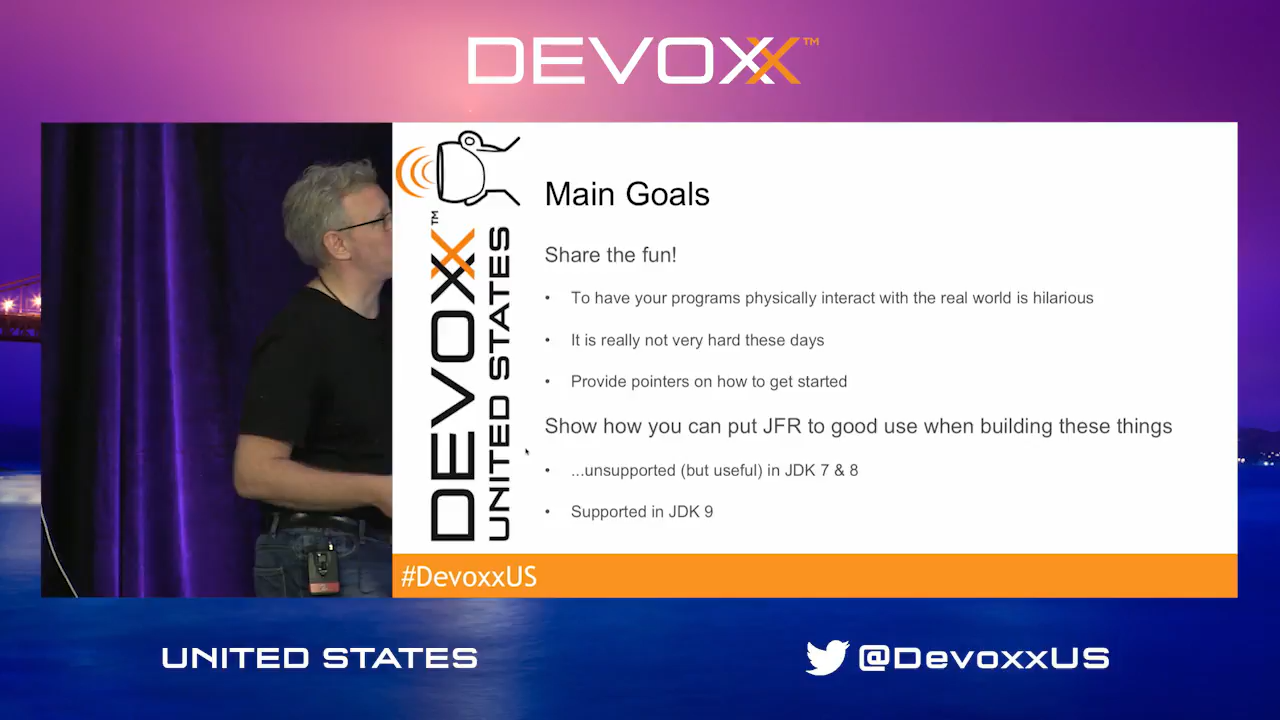 DEVOXX™
DEVOXX™
UNITED STATES
Main Goals
Share the fun!
• To have your programs physically interact with the real world is hilarious
• It is really not very hard these days
• Provide pointers on how to get started
Show how you can put JFR to good use when building these things
• ...unsupported (but useful) in JDK 7 & 8
• Supported in JDK 9
#DevoxxUS
UNITED STATES
@DevoxxUS